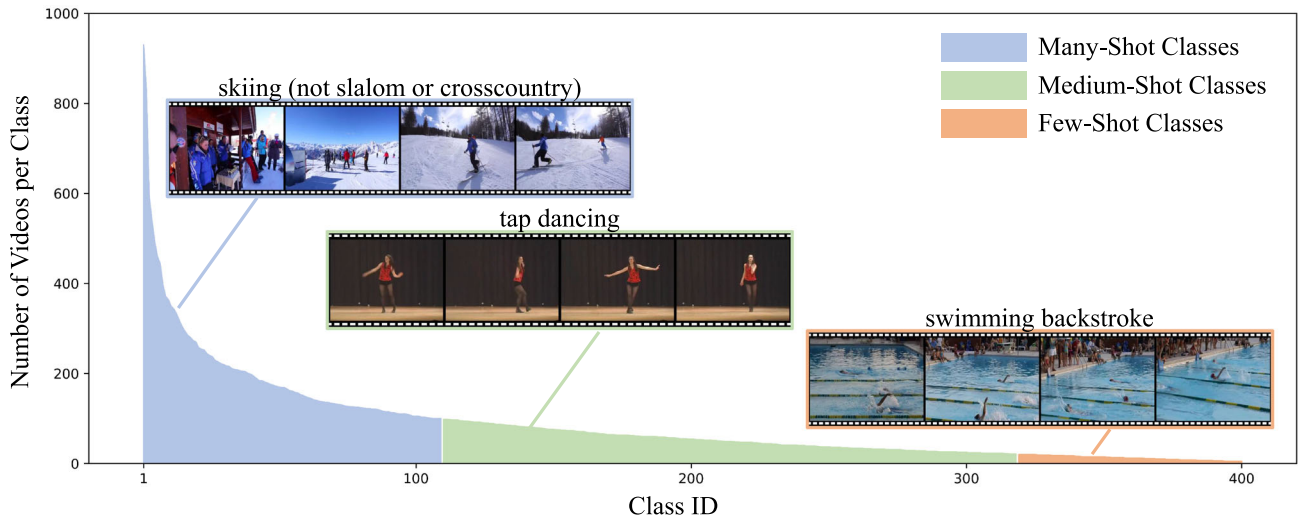 1000
800
600
400
200
0
Number of Videos per Class
skiing (not slalom or crosscountry)
tap dancing
swimming backstroke
Many-Shot Classes
Medium-Shot Classes
Few-Shot Classes
1
100
200
300
400
Class ID